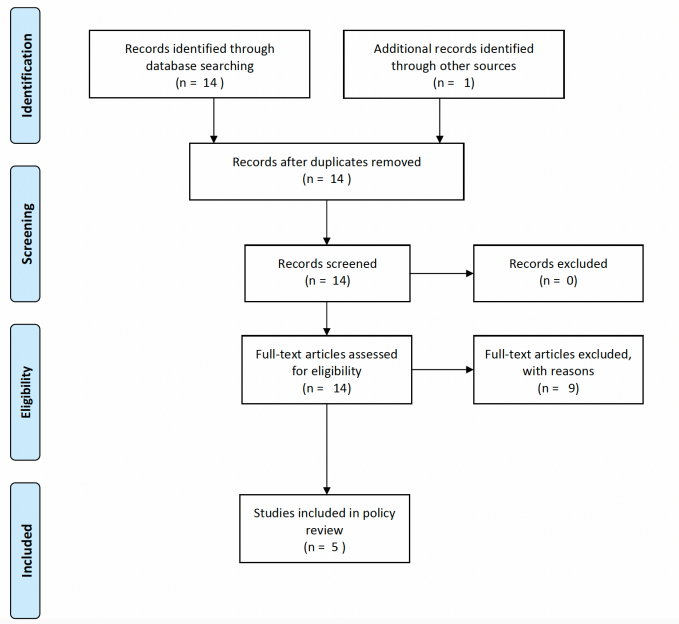 Identification
Records identified through
database searching
(n = 14 )
Additional records identified
through other sources
(n = 1)
Records after duplicates removed
(n = 14 )
Screening
Records screened
(n = 14)
Records excluded
(n = 0)
Eligibility
Full-text articles assessed
for eligibility
(n = 14)
Full-text articles excluded,
with reasons
(n = 9)
Included
Studies included in policy
review
(n = 5 )